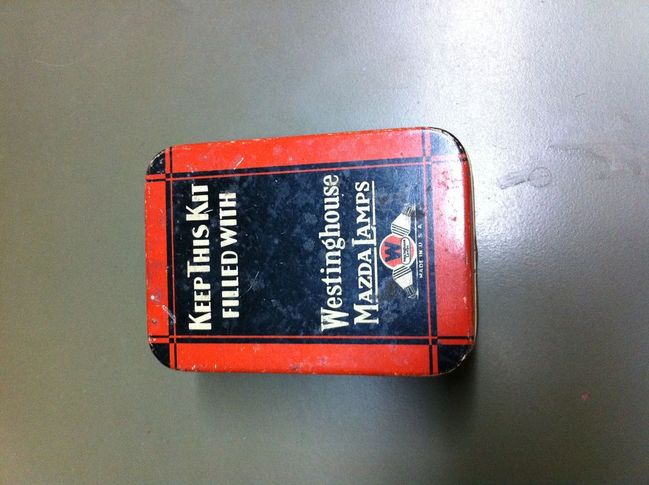 KEEP THIS KIT
FILLED WITH
Westinghouse
MAZDA LAMPS
W
MADE IN U.S.A.